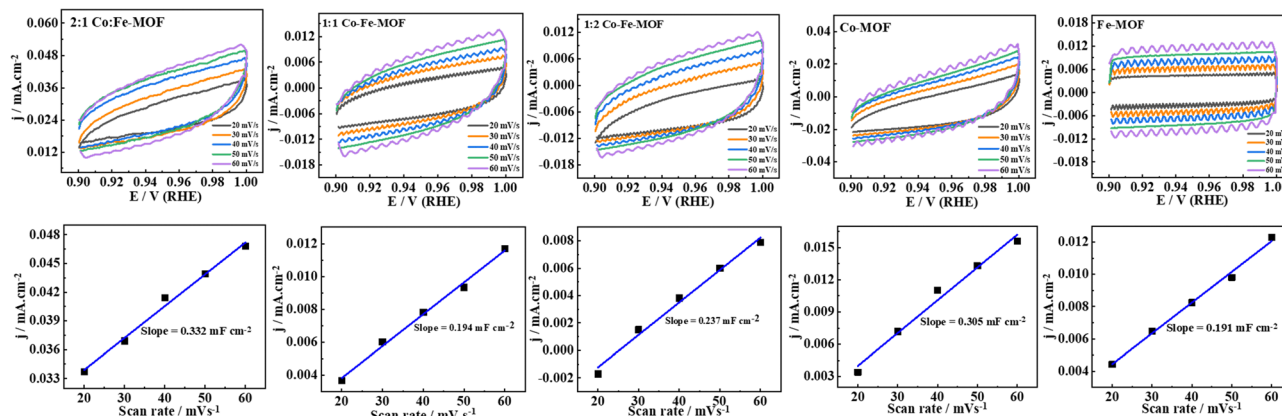 2:1 Co:Fe-MOF
0.060
0.048
0.036
0.024
0.012
j / mA.cm-2
20 mV/s
30 mV/s
40 mV/s
50 mV/s
60 mV/s
0.90 0.92 0.94 0.96 0.98 1.00
E / V (RHE)
1:1 Co-Fe-MOF
0.012
0.006
0.000
-0.006
-0.012
-0.018
j / mA.cm-2
20 mV/s
30 mV/s
40 mV/s
50 mV/s
60 mV/s
0.90 0.92 0.94 0.96 0.98 1.00
E / V (RHE)
1:2 Co-Fe-MOF
0.012
0.006
0.000
-0.006
-0.012
-0.018
j / mA.cm-2
20 mV/s
30 mV/s
40 mV/s
50 mV/s
60 mV/s
0.90 0.92 0.94 0.96 0.98 1.00
E / V (RHE)
Co-MOF
0.04
0.03
0.02
0.00
-0.02
-0.03
j / mA.cm-2
20 mV/s
30 mV/s
40 mV/s
50 mV/s
60 mV/s
0.90 0.92 0.94 0.96 0.98 1.00
E / V (RHE)
Fe-MOF
0.018
0.012
0.006
0.000
-0.006
-0.012
-0.018
j / mA.cm-2
20 m
30 m
40 m
50 m
60 m
0.90 0.92 0.94 0.96 0.98 1.0
E / V (RHE)
0.048
0.045
0.042
0.039
0.036
0.033
j / mA.cm-2
Slope = 0.332 mF cm-2
20 30 40 50 60
Scan rate / mVs-1
0.012
0.010
0.008
0.006
0.004
j / mA.cm-2
Slope = 0.194 mF cm-2
20 30 40 50 60
Scan rate / mVs-1
0.008
0.006
0.004
0.002
0.000
-0.002
j / mA.cm-2
Slope = 0.237 mF cm-2
20 30 40 50 60
Scan rate / mVs-1
0.015
0.012
0.009
0.006
0.003
j / mA.cm-2
Slope = 0.305 mF cm-2
20 30 40 50 60
Scan rate / mVs-1
0.012
0.010
0.008
0.006
0.004
j / mA.cm-2
Slope = 0.191 mF cm-2
20 30 40 50 60
Scan rate / mVs-1